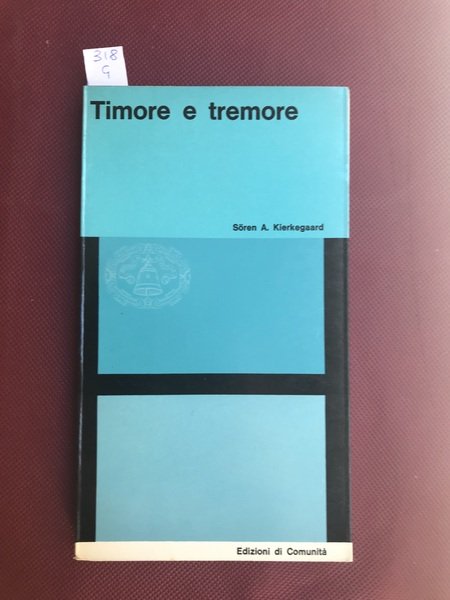 318
G
Timore e tremore
Sören A. Kierkegaard
Edizioni di Comunità